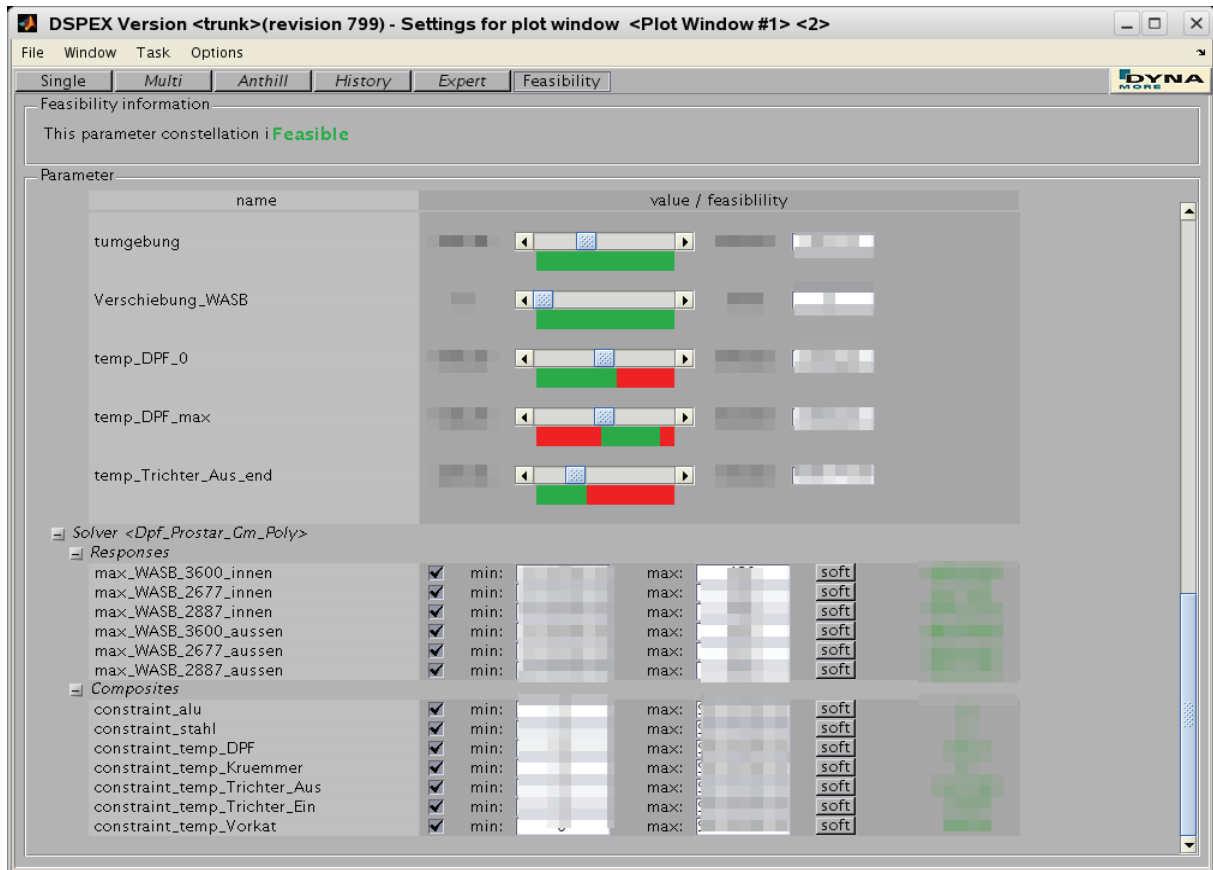 DSPEX Version <trunk>(revision 799) - Settings for plot window <Plot Window #1> <2>
File Window Task Options
Single Multi Anthill History Expert Feasibility DYNA MORE
Feasibility information
This parameter constellation i Feasible
Parameter
name value / feasiblility
tumgebung
Verschiebung_WASB
temp_DPF_0
temp_DPF_max
temp_Trichter_Aus_end
Solver <Dpf_Prostar_Gm_Poly>
Responses
max_WASB_3600_innen min: max: soft
max_WASB_2677_innen min: max: soft
max_WASB_2887_innen min: max: soft
max_WASB_3600_aussen min: max: soft
max_WASB_2677_aussen min: max: soft
max_WASB_2887_aussen min: max: soft
Composites
constraint_alu min: max: soft
constraint_stahl min: max: soft
constraint_temp_DPF min: max: soft
constraint_temp_Kruemmer min: max: soft
constraint_temp_Trichter_Aus min: max: soft
constraint_temp_Trichter_Ein min: max: soft
constraint_temp_Vorkat min: max: soft